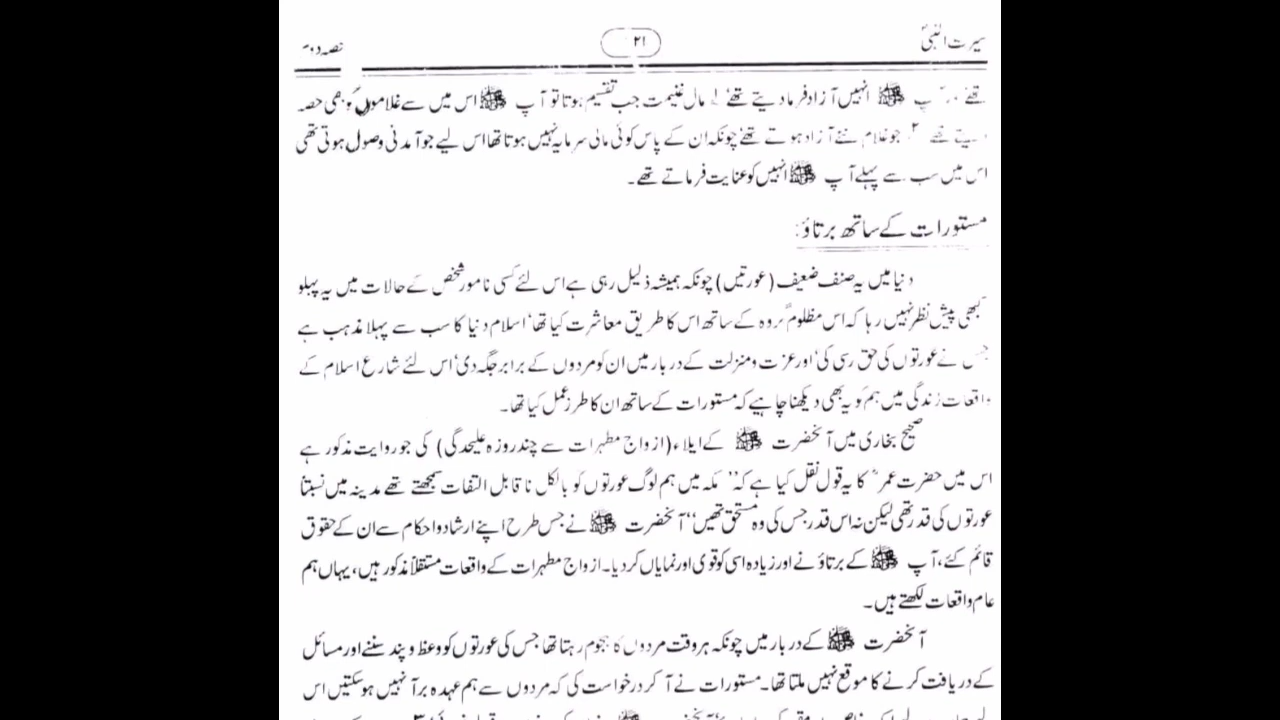 سیرت النبیؐ ۲۱ حصہ دوم
تھے اور آپ ﷺ انہیں آزاد فرما دیتے تھے‘ ۱ مال غنیمت جب تقسیم ہوتا تو آپ ﷺ اس میں سے غلاموں کو بھی حصہ
دیتے تھے ۲ جو غلام نئے آزاد ہوتے تھے‘ چونکہ ان کے پاس کوئی مالی سرمایہ نہیں ہوتا تھا اس لیے جو آمدنی وصول ہوتی تھی
اس میں سب سے پہلے آپ ﷺ انہیں کو عنایت فرماتے تھے۔
مستورات کے ساتھ برتاؤ:
دنیا میں یہ صنف ضعیف (عورتیں) چونکہ ہمیشہ ذلیل رہی ہے اس لئے کسی نامور شخص کے حالات میں یہ پہلو
کبھی پیش نظر نہیں رہا کہ اس مظلوم گروہ کے ساتھ اس کا طریق معاشرت کیا تھا‘ اسلام دنیا کا سب سے پہلا مذہب ہے
جس نے عورتوں کی حق رسی کی‘ اور عزت و منزلت کے دربار میں ان کو مردوں کے برابر جگہ دی‘ اس لئے شارع اسلام کے
واقعات زندگی میں ہم کو یہ بھی دیکھنا چاہیے کہ مستورات کے ساتھ ان کا طرز عمل کیا تھا۔
صحیح بخاری میں آنحضرت ﷺ کے ایلاء (ازواج مطہرات سے چند روزہ علیحدگی) کی جو روایت مذکور ہے
اس میں حضرت عمرؓ کا یہ قول نقل کیا ہے کہ ’’مکہ میں ہم لوگ عورتوں کو بالکل ناقابل التفات سمجھتے تھے مدینہ میں نسبتاً
عورتوں کی قدر تھی لیکن نہ اس قدر جس کی وہ مستحق تھیں‘‘ آنحضرت ﷺ نے جس طرح اپنے ارشاد و احکام سے ان کے حقوق
قائم کئے، آپ ﷺ کے برتاؤ نے اور زیادہ اسی کو قوی اور نمایاں کر دیا۔ ازواج مطہرات کے واقعات مستقلاً مذکور ہیں، یہاں ہم
عام واقعات لکھتے ہیں۔
آنحضرت ﷺ کے دربار میں چونکہ ہر وقت مردوں کا ہجوم رہتا تھا جس کی عورتوں کو وعظ و پند سننے اور مسائل
کے دریافت کرنے کا موقع نہیں ملتا تھا۔ مستورات نے آ کر درخواست کی کہ مردوں سے ہم عہدہ برآ نہیں ہو سکتیں اس